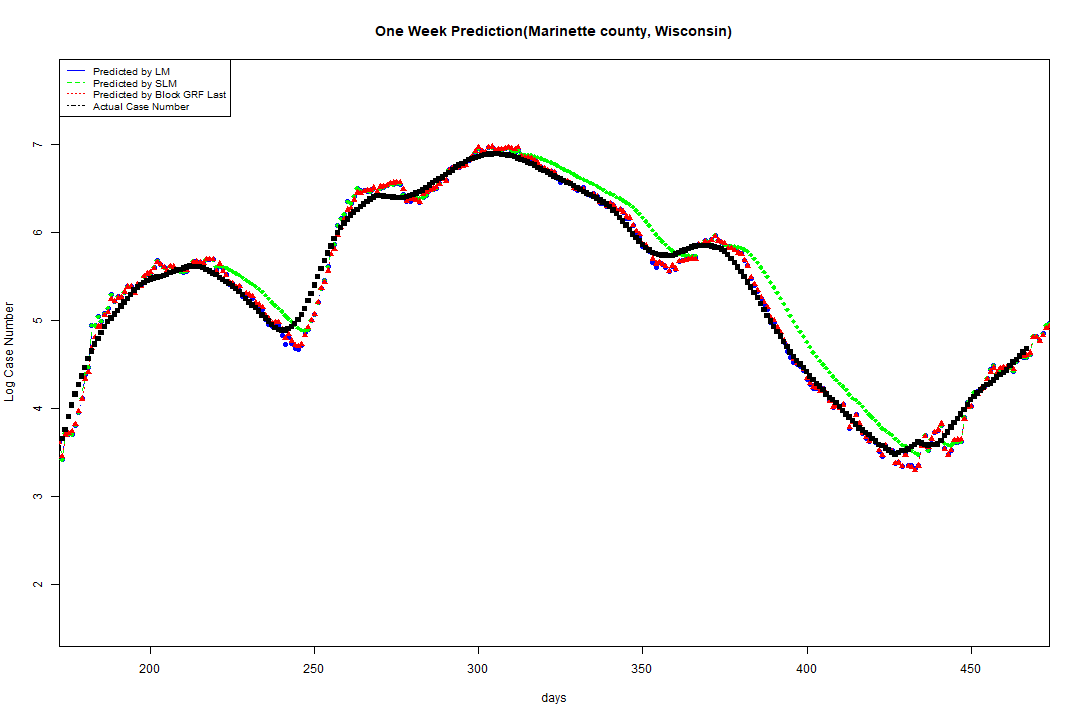 One Week Prediction(Marinette county, Wisconsin)
Predicted by LM
Predicted by SLM
Predicted by Block GRF Last
Actual Case Number
7
6
5
4
3
2
Log Case Number
200 250 300 350 400 450
days